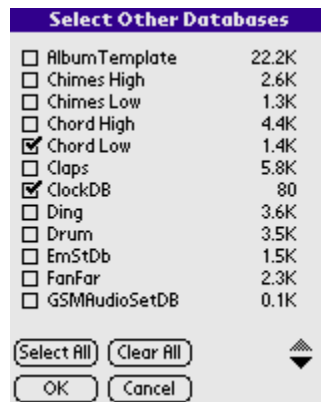 Select Other Databases
AlbumTemplate 22.2K
Chimes High 2.6K
Chimes Low 1.3K
Chord High 4.4K
Chord Low 1.4K
Claps 5.8K
ClockDB 80
Ding 3.6K
Drum 3.5K
EmStDb 1.5K
FanFar 2.3K
GSMAudioSetDB 0.1K
Select All Clear All
OK Cancel